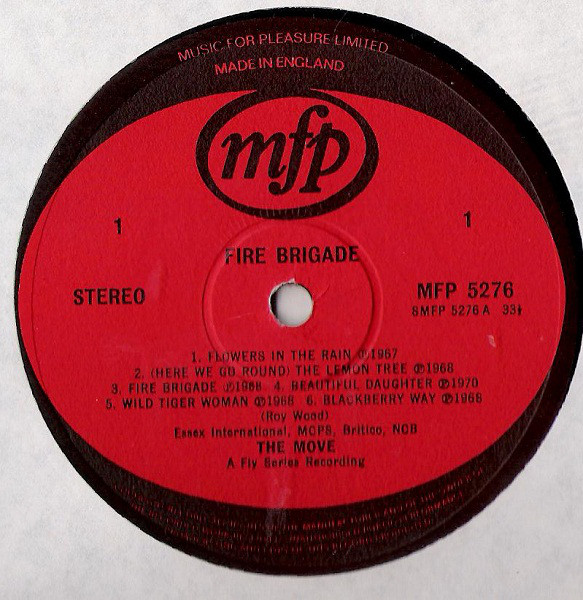 MUSIC FOR PLEASURE LIMITED
MADE IN ENGLAND
mfp
1 1
FIRE BRIGADE
STEREO MFP 5276
8MFP 5276 A 33⅓
1. FLOWERS IN THE RAIN ℗1967
2. (HERE WE GO ROUND) THE LEMON TREE ℗1968
3. FIRE BRIGADE ℗1968 4. BEAUTIFUL DAUGHTER ℗1970
5. WILD TIGER WOMAN ℗1968 6. BLACKBERRY WAY ℗1968
(Roy Wood)
Essex International, MCPS, Britico, NCB
THE MOVE
A Fly Series Recording